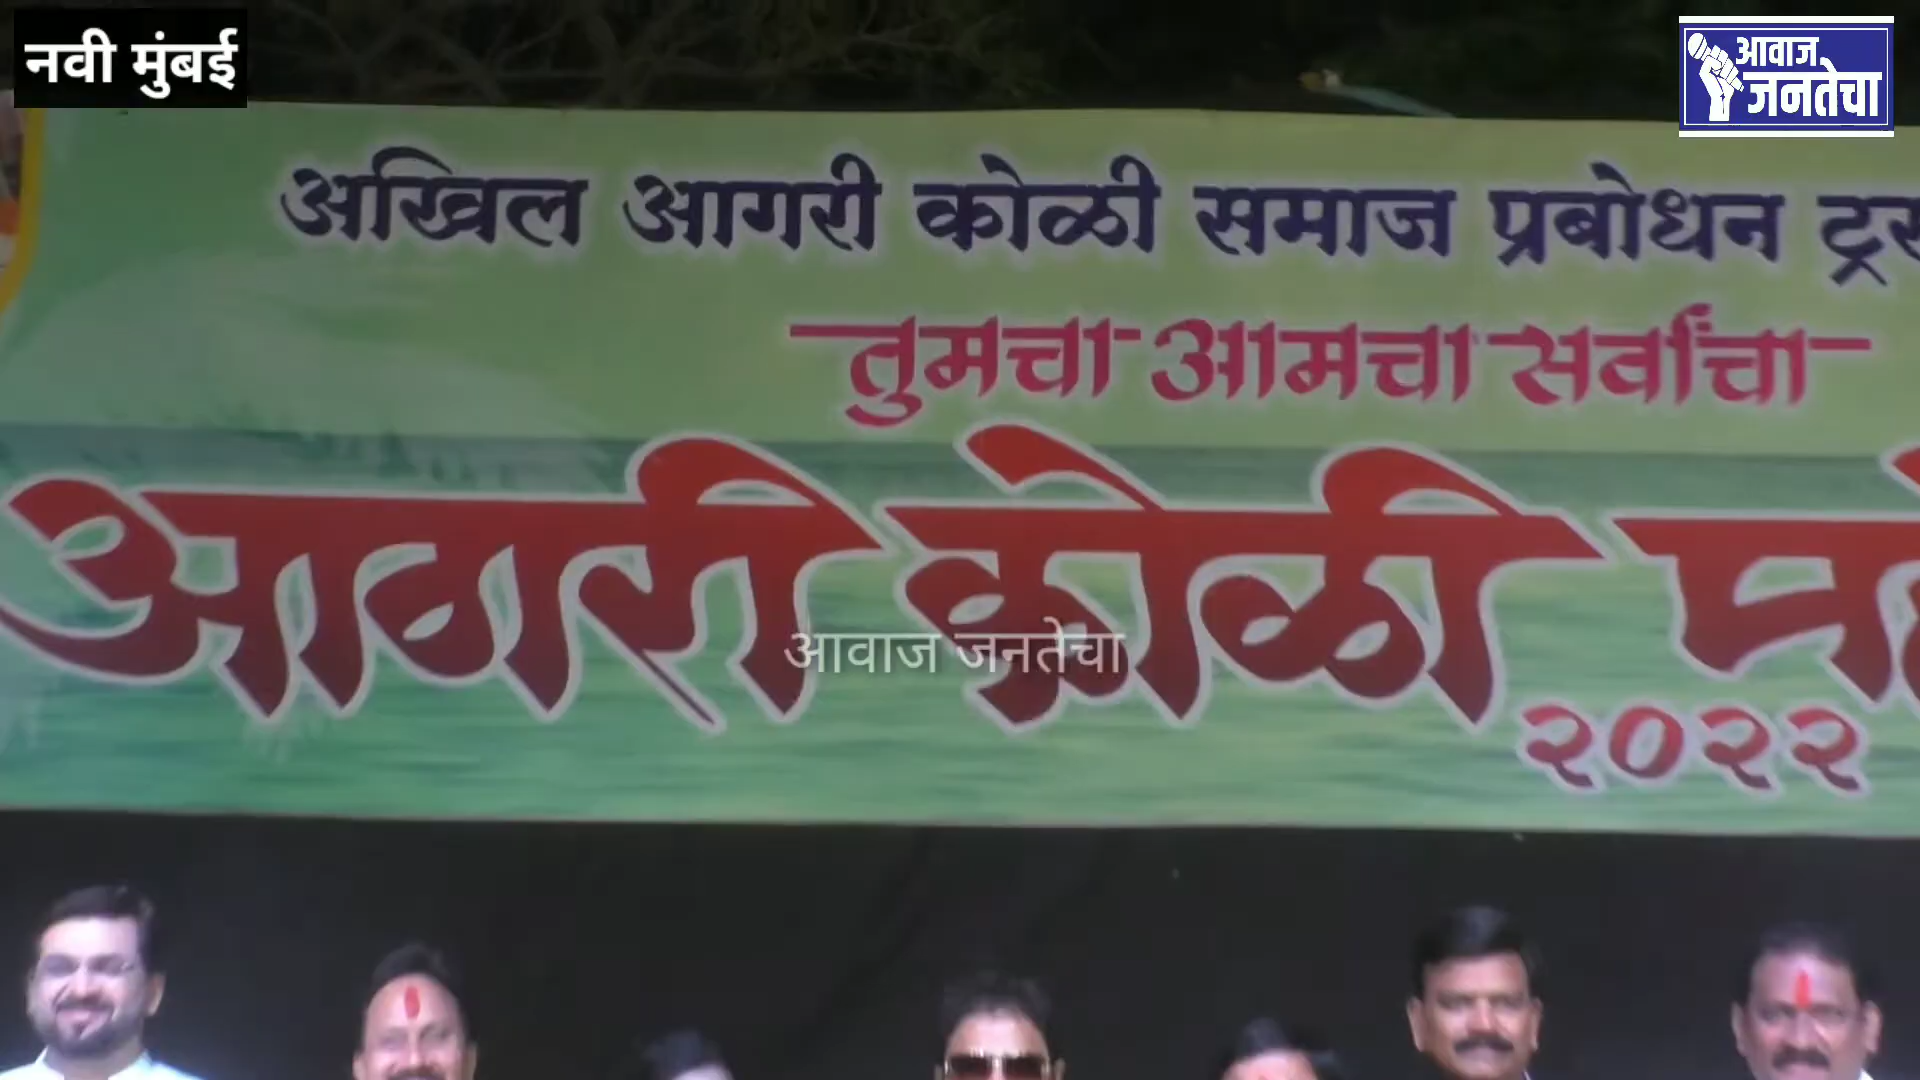 नवी मुंबई
आवाज
जनतेचा
अखिल आगरी कोळी समाज प्रबोधन
तुमचा आमचा सर्वांचा
आगरी कोळी
आवाज जनतेचा
२०२२